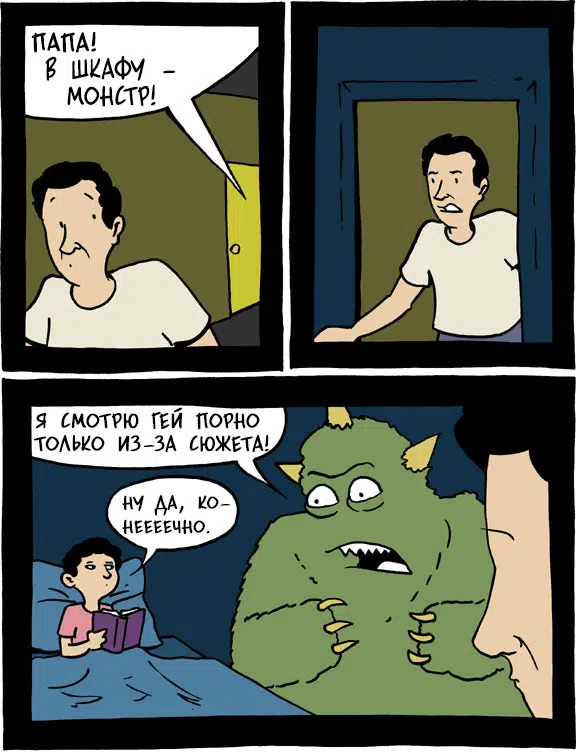 ПАПА!
В ШКАФУ –
МОНСТР!
Я СМОТРЮ ГЕЙ ПОРНО
ТОЛЬКО ИЗ-ЗА СЮЖЕТА!
НУ ДА, КО-
НЕЕЕЕЧНО.